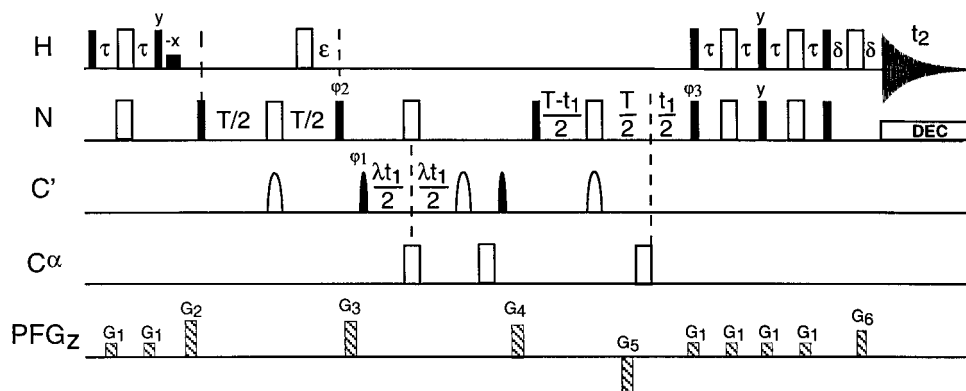 y y
H τ τ -x ε τ τ τ τ δ δ t₂
φ2 φ3 y
N T/2 T/2 T-t₁/2 T/2 t₁/2 DEC
φ1
C' λt₁/2 λt₁/2
Cα
PFGz G1 G1 G2 G3 G4 G5 G1 G1 G1 G1 G6